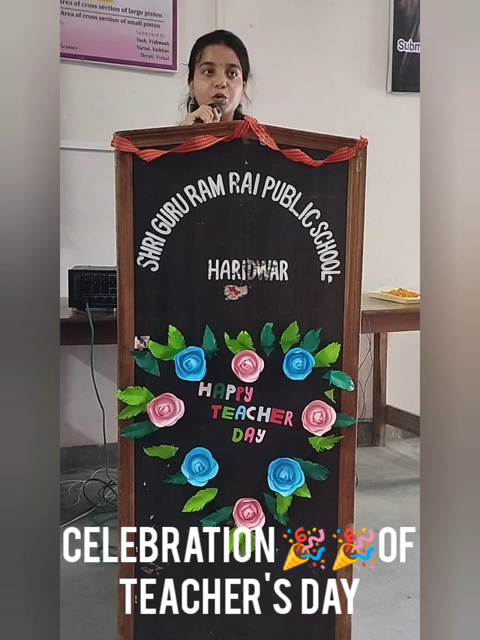 Area of cross section of large piston
Area of cross section of small piston
Submitted By
Yash, Vishwash
Science
Varun, Vaibhav
Shruti, Vishal
Subm
SHRI GURU RAM RAI PUBLIC SCHOOL
HARIDWAR
HAPPY
TEACHER
DAY
CELEBRATION 🎉 🎉OF
TEACHER'S DAY